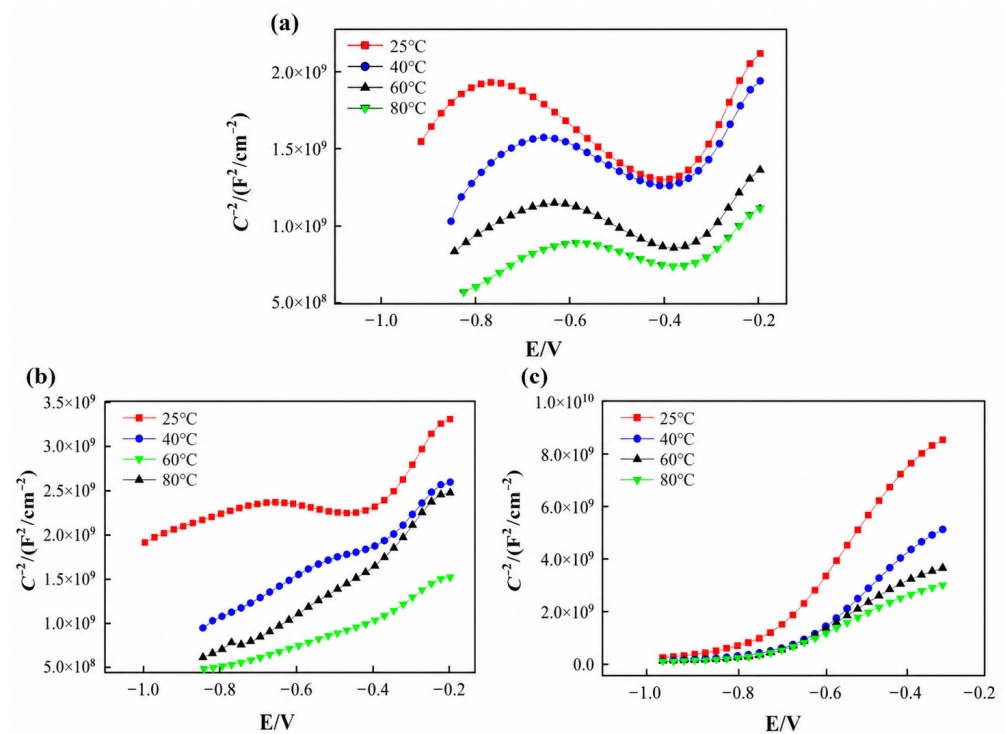 (a)
25°C
40°C
60°C
80°C
2.0×10⁹
1.5×10⁹
1.0×10⁹
5.0×10⁸
C⁻²/(F²/cm⁻²)
−1.0 −0.8 −0.6 −0.4 −0.2
E/V
(b)
25°C
40°C
60°C
80°C
3.5×10⁹
3.0×10⁹
2.5×10⁹
2.0×10⁹
1.5×10⁹
1.0×10⁹
5.0×10⁸
C⁻²/(F²/cm⁻²)
-1.0 -0.8 -0.6 -0.4 -0.2
E/V
(c)
25°C
40°C
60°C
80°C
1.0×10¹⁰
8.0×10⁹
6.0×10⁹
4.0×10⁹
2.0×10⁹
0.0
C⁻²/(F²/cm⁻²)
-1.0 -0.8 -0.6 -0.4 -0.2
E/V